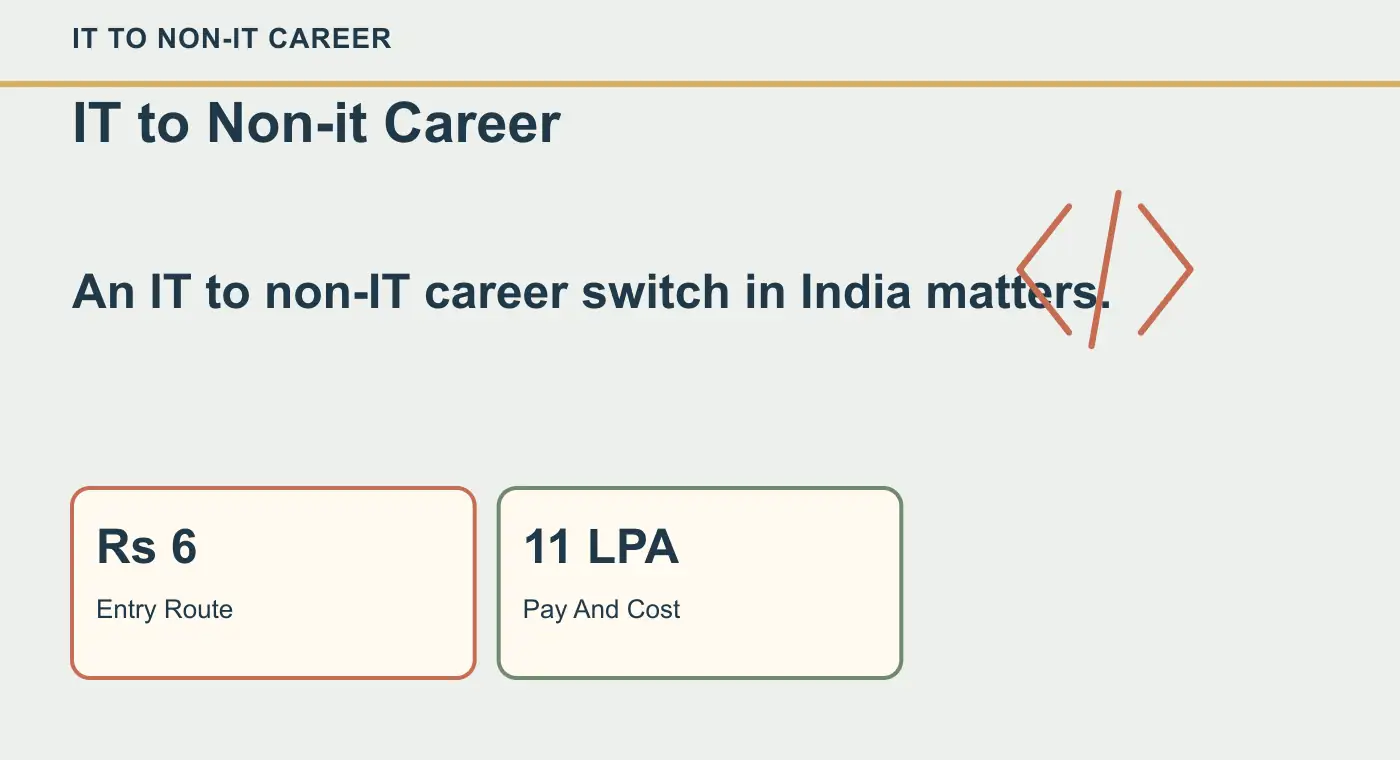 IT TO NON-IT CAREER
IT to Non-it Career
An IT to non-IT career switch in India matters.
Rs 6
Entry Route
11 LPA
Pay And Cost